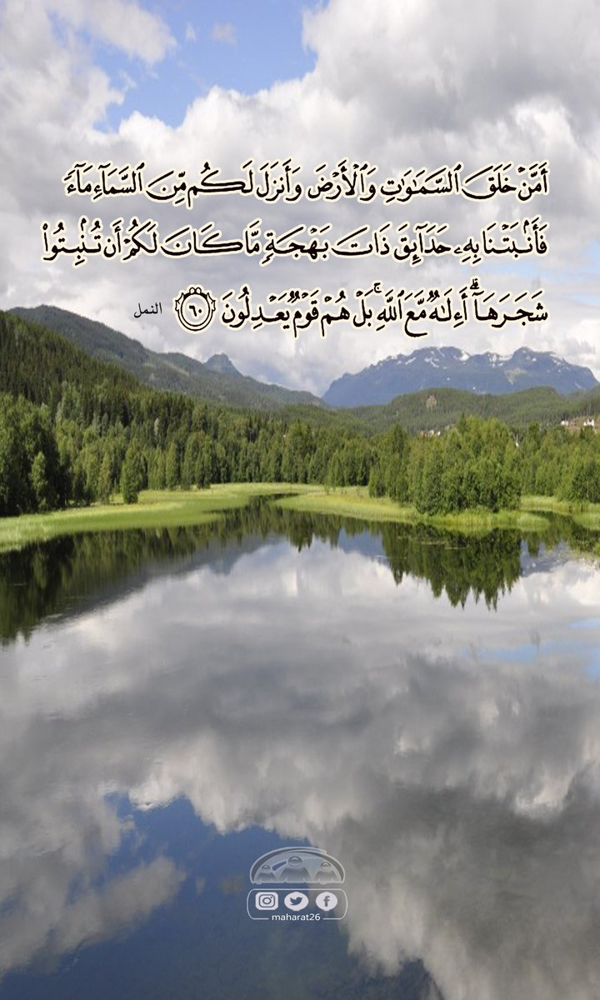 أَمَّنْ خَلَقَ ٱلسَّمَـٰوَٰتِ وَٱلْأَرْضَ وَأَنزَلَ لَكُم مِّنَ ٱلسَّمَآءِ مَآءً
فَأَنۢبَتْنَا بِهِۦ حَدَآئِقَ ذَاتَ بَهْجَةٍ مَّا كَانَ لَكُمْ أَن تُنۢبِتُوا۟
شَجَرَهَآ ۗ أَءِلَـٰهٌ مَّعَ ٱللَّهِ ۚ بَلْ هُمْ قَوْمٌ يَعْدِلُونَ ٦٠ النمل
maharat26